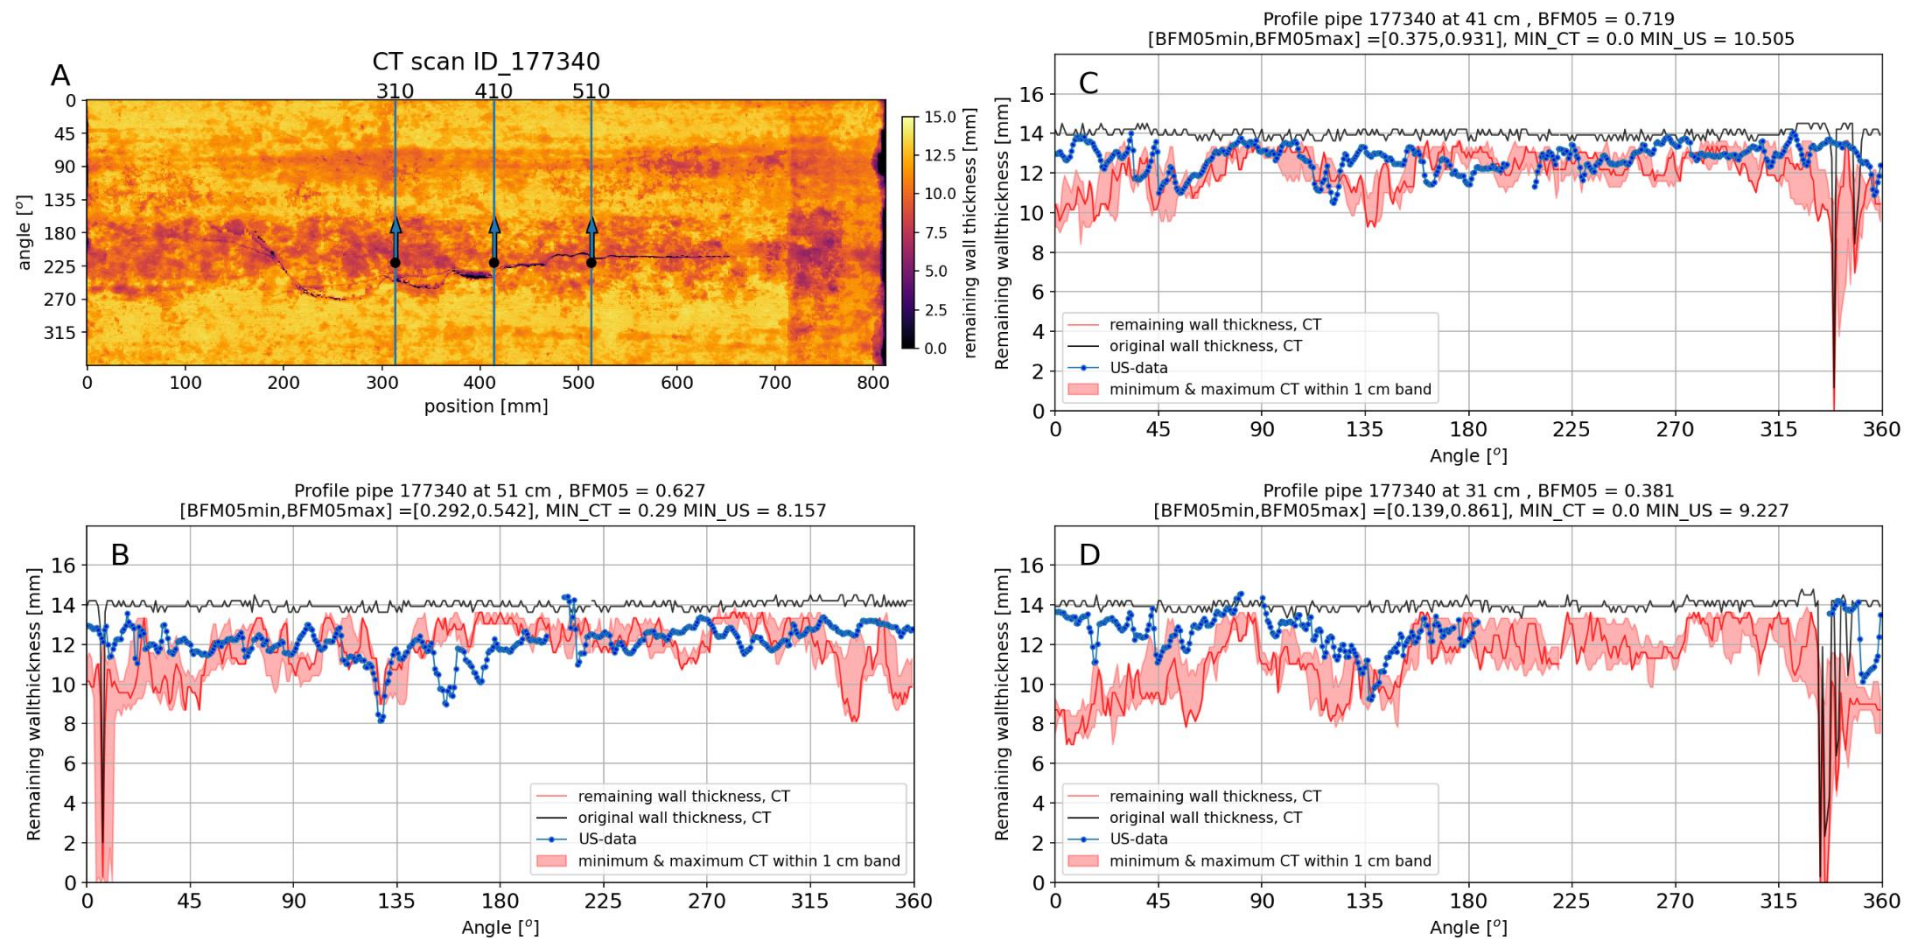 A
CT scan ID_177340
310 410 510
0
45
90
135
180
225
270
315
angle [°]
0 100 200 300 400 500 600 700 800
position [mm]
15.0
12.5
10.0
7.5
5.0
2.5
0.0
remaining wall thickness [mm]
Profile pipe 177340 at 41 cm , BFM05 = 0.719
[BFM05min,BFM05max] =[0.375,0.931], MIN_CT = 0.0 MIN_US = 10.505
C
16
14
12
10
8
6
4
2
0
Remaining wallthickness [mm]
remaining wall thickness, CT
original wall thickness, CT
US-data
minimum & maximum CT within 1 cm band
0 45 90 135 180 225 270 315 360
Angle [°]
Profile pipe 177340 at 51 cm , BFM05 = 0.627
[BFM05min,BFM05max] =[0.292,0.542], MIN_CT = 0.29 MIN_US = 8.157
B
16
14
12
10
8
6
4
2
0
Remaining wallthickness [mm]
remaining wall thickness, CT
original wall thickness, CT
US-data
minimum & maximum CT within 1 cm band
0 45 90 135 180 225 270 315 360
Angle [°]
Profile pipe 177340 at 31 cm , BFM05 = 0.381
[BFM05min,BFM05max] =[0.139,0.861], MIN_CT = 0.0 MIN_US = 9.227
D
16
14
12
10
8
6
4
2
0
Remaining wallthickness [mm]
remaining wall thickness, CT
original wall thickness, CT
US-data
minimum & maximum CT within 1 cm band
0 45 90 135 180 225 270 315 360
Angle [°]